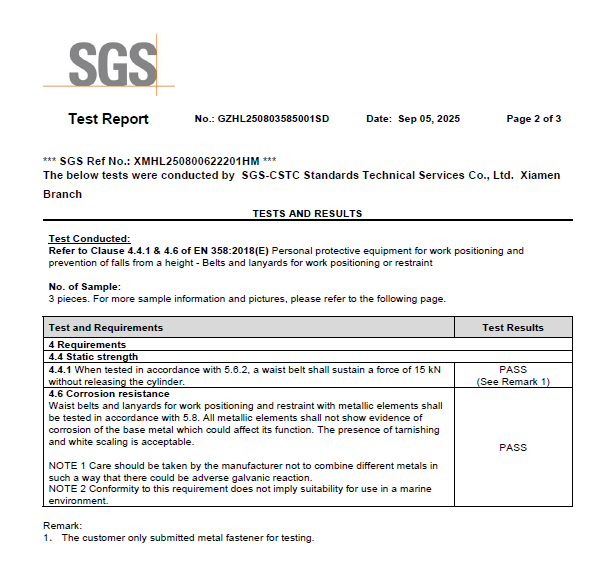 SGS
Test Report No.: GZHL250803585001SD Date: Sep 05, 2025 Page 2 of 3
*** SGS Ref No.: XMHL250800622201HM ***
The below tests were conducted by SGS-CSTC Standards Technical Services Co., Ltd. Xiamen
Branch
TESTS AND RESULTS
Test Conducted:
Refer to Clause 4.4.1 & 4.6 of EN 358:2018(E) Personal protective equipment for work positioning and
prevention of falls from a height - Belts and lanyards for work positioning or restraint
No. of Sample:
3 pieces. For more sample information and pictures, please refer to the following page.
Test and Requirements Test Results
4 Requirements
4.4 Static strength
4.4.1 When tested in accordance with 5.6.2, a waist belt shall sustain a force of 15 kN PASS
without releasing the cylinder. (See Remark 1)
4.6 Corrosion resistance
Waist belts and lanyards for work positioning and restraint with metallic elements shall
be tested in accordance with 5.8. All metallic elements shall not show evidence of
corrosion of the base metal which could affect its function. The presence of tarnishing
and white scaling is acceptable.
PASS
NOTE 1 Care should be taken by the manufacturer not to combine different metals in
such a way that there could be adverse galvanic reaction.
NOTE 2 Conformity to this requirement does not imply suitability for use in a marine
environment.
Remark:
1. The customer only submitted metal fastener for testing.